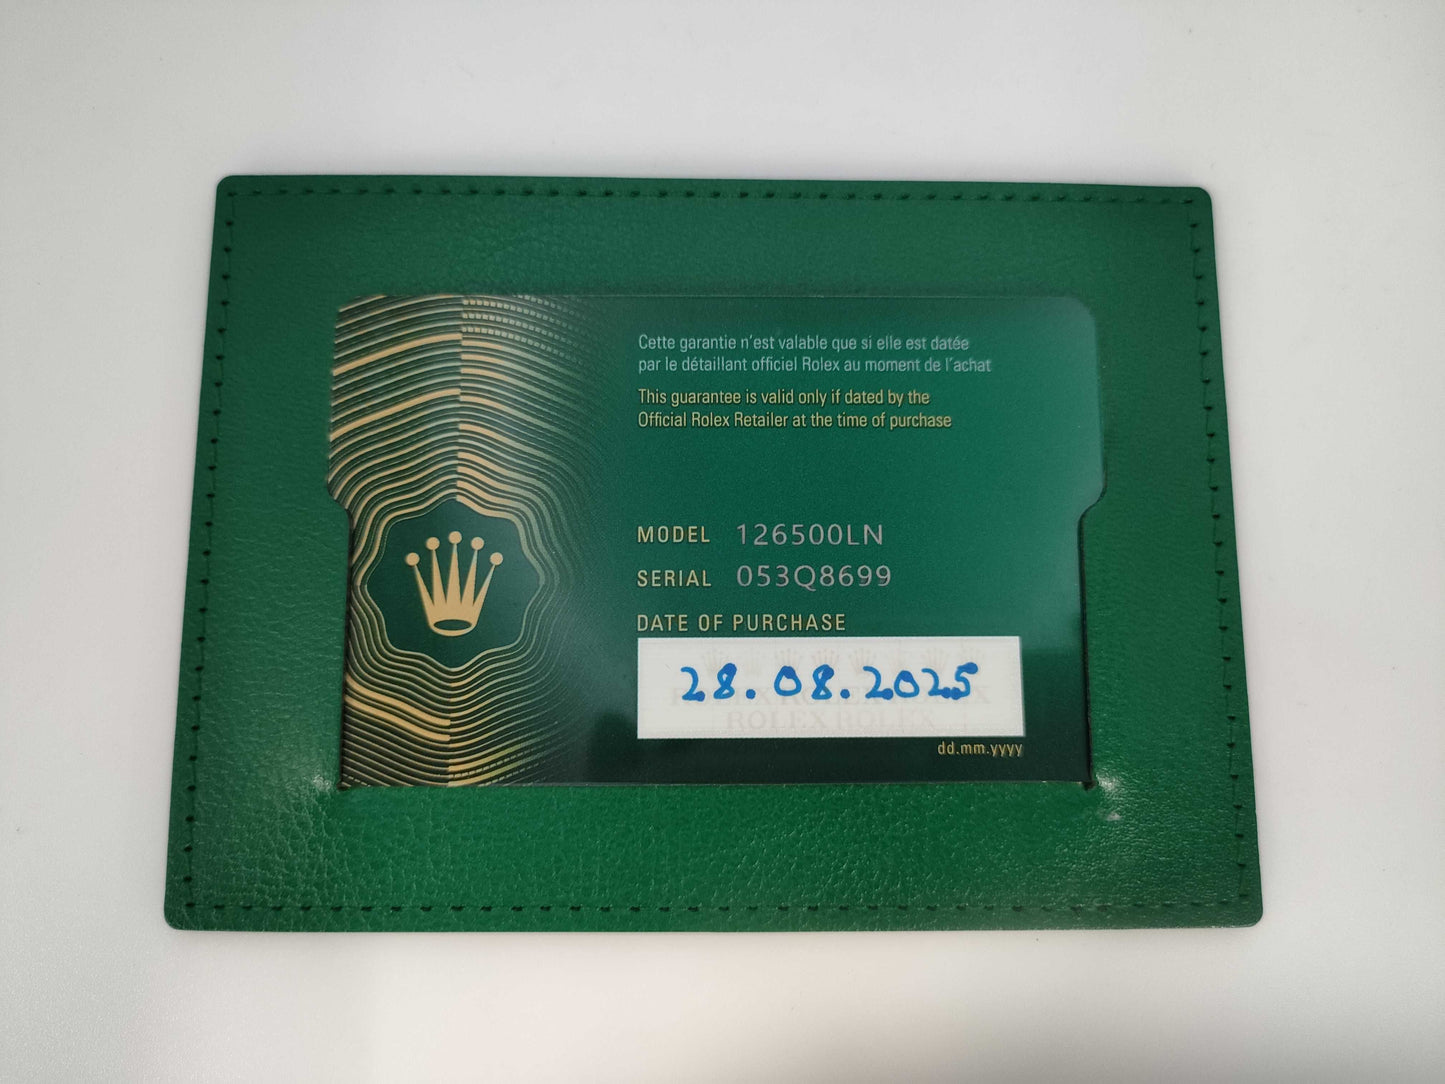 Cette garantie n'est valable que si elle est datée
par le détaillant officiel Rolex au moment de l'achat
This guarantee is valid only if dated by the
Official Rolex Retailer at the time of purchase
MODEL 126500LN
SERIAL 053Q8699
DATE OF PURCHASE
28.08.2025
ROLEX ROLEX
dd.mm.yyyy